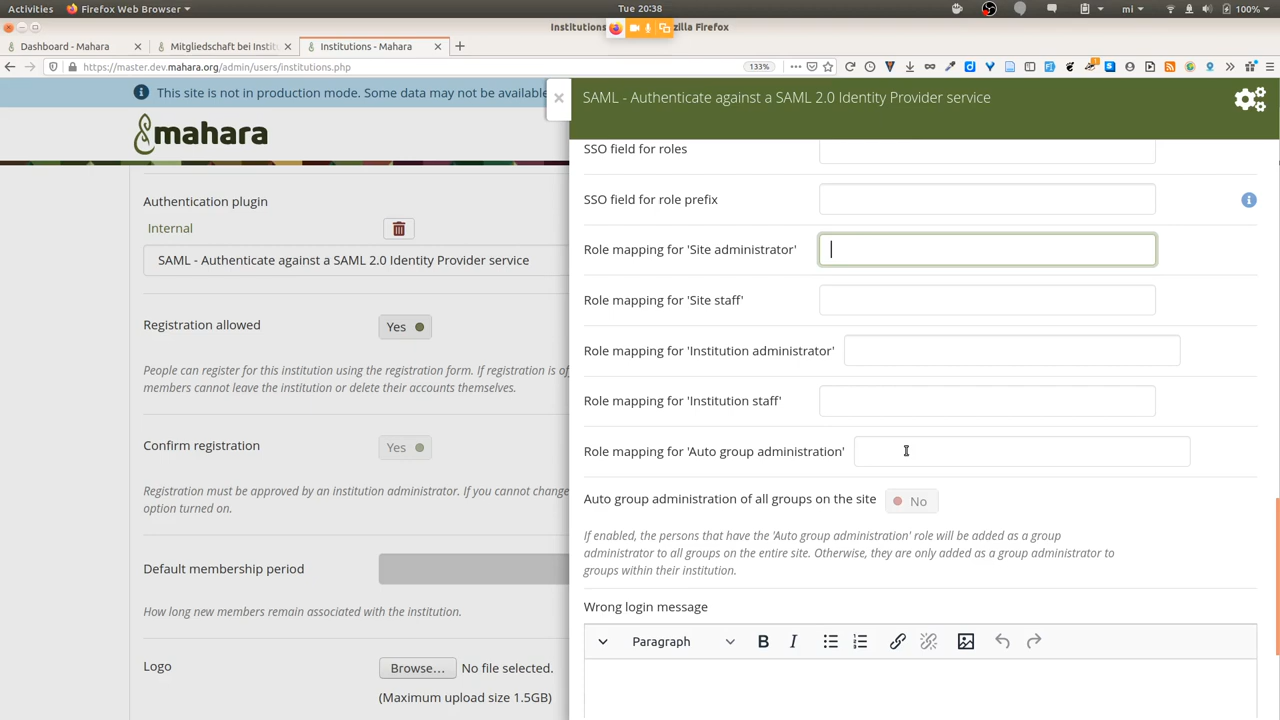 Activities Firefox Web Browser Tue 20:38 mi 100%
Institutions zilla Firefox
Dashboard - Mahara Mitgliedschaft bei Instit Institutions - Mahara
https://master.dev.mahara.org/admin/users/institutions.php 133%
This site is not in production mode. Some data may not be available
mahara
Authentication plugin
Internal
SAML - Authenticate against a SAML 2.0 Identity Provider service
Registration allowed
Yes
People can register for this institution using the registration form. If registration is of
members cannot leave the institution or delete their accounts themselves.
Confirm registration
Yes
Registration must be approved by an institution administrator. If you cannot change
option turned on.
Default membership period
How long new members remain associated with the institution.
Logo
Browse... No file selected.
(Maximum upload size 1.5GB)
SAML - Authenticate against a SAML 2.0 Identity Provider service
SSO field for roles
SSO field for role prefix
Role mapping for 'Site administrator'
Role mapping for 'Site staff'
Role mapping for 'Institution administrator'
Role mapping for 'Institution staff'
Role mapping for 'Auto group administration'
Auto group administration of all groups on the site No
If enabled, the persons that have the 'Auto group administration' role will be added as a group
administrator to all groups on the entire site. Otherwise, they are only added as a group administrator to
groups within their institution.
Wrong login message
Paragraph B I